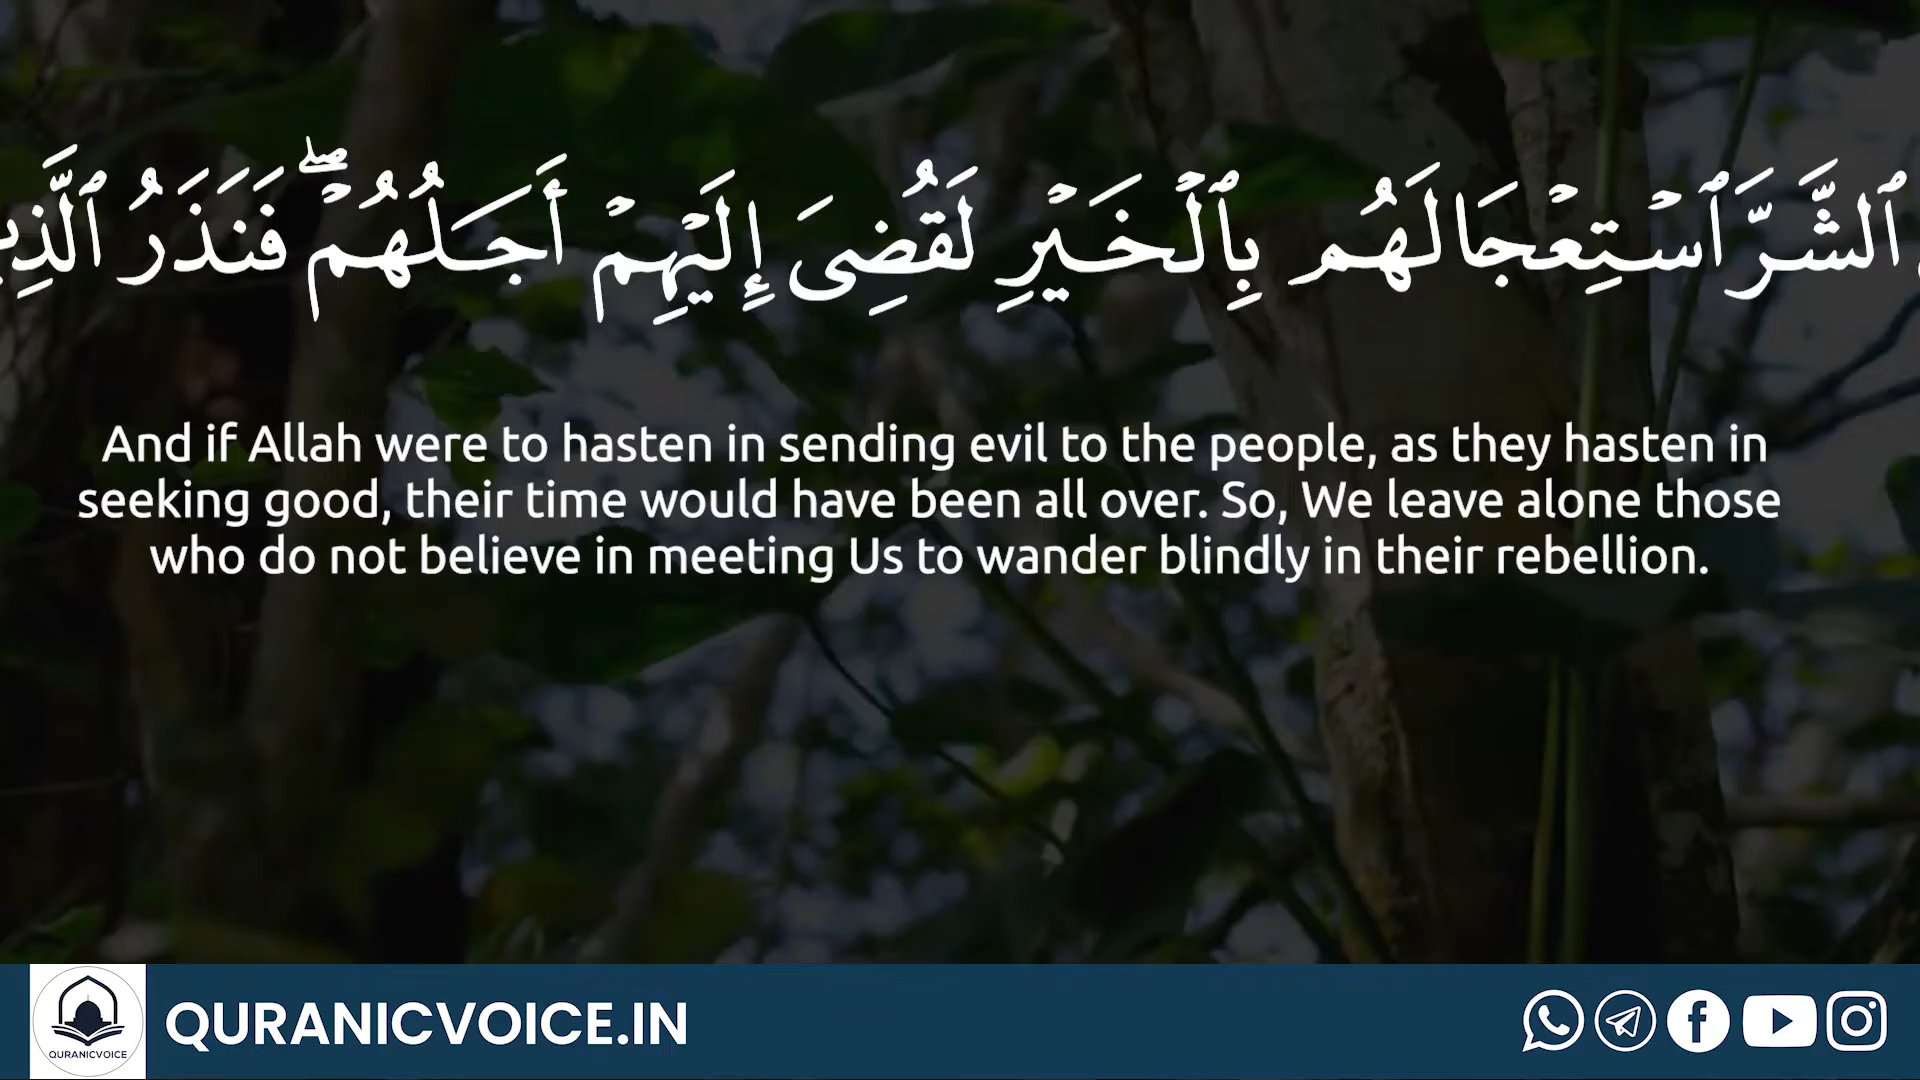 ٱلشَّرَّ ٱسْتِعْجَالَهُم بِٱلْخَيْرِ لَقُضِىَ إِلَيْهِمْ أَجَلُهُمْ ۖ فَنَذَرُ ٱلَّذِي
And if Allah were to hasten in sending evil to the people, as they hasten in
seeking good, their time would have been all over. So, We leave alone those
who do not believe in meeting Us to wander blindly in their rebellion.
QURANICVOICE
QURANICVOICE.IN